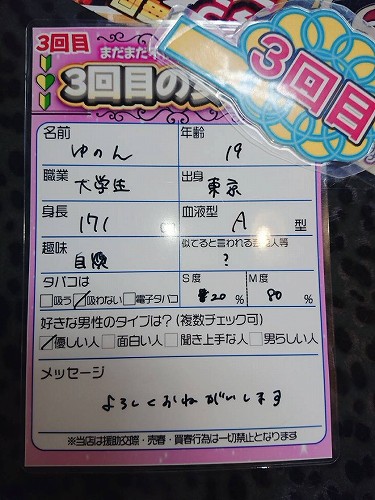 3回目
まだまだ
3回目の
3回目
名前 ゆのん 年齢 19
職業 大学生 出身 東京
身長 171 cm 血液型 A 型
趣味 似てると言われる芸能人等
?
タバコは S度 M度
吸う 吸わない 電子タバコ 20 % 80 %
好きな男性のタイプは?(複数チェック可)
優しい人 面白い人 聞き上手な人 男らしい人
メッセージ
よろしくおねがいします
※当店は援助交際・売春・買春行為は一切禁止となります